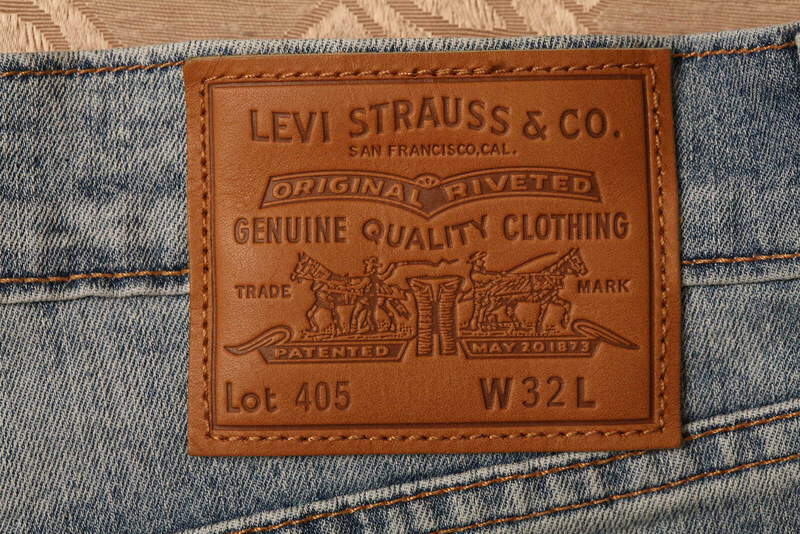 LEVI STRAUSS & CO.
SAN FRANCISCO, CAL.
ORIGINAL RIVETED
GENUINE QUALITY CLOTHING
TRADE MARK
PATENTED MAY 20 1873
Lot 405 W 32 L